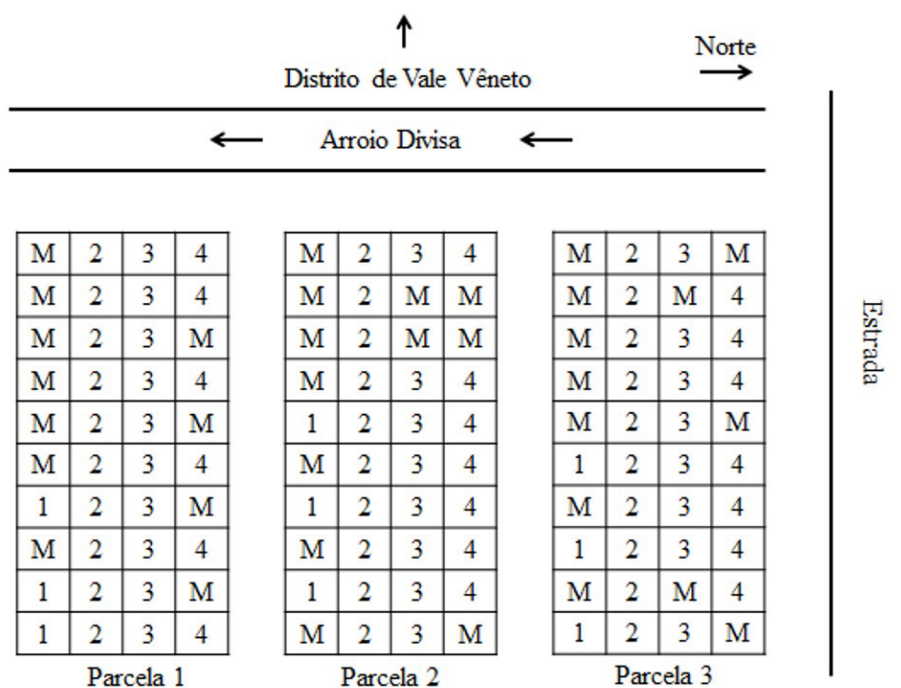 Norte
Distrito de Vale Vêneto
Arroio Divisa
M 2 3 4 M 2 3 4 M 2 3 M
M 2 3 4 M 2 M M M 2 M 4
M 2 3 M M 2 M M M 2 3 4
M 2 3 4 M 2 3 4 M 2 3 4
M 2 3 M 1 2 3 4 M 2 3 M
M 2 3 4 M 2 3 4 1 2 3 4
1 2 3 M 1 2 3 4 M 2 3 4
M 2 3 4 M 2 3 4 1 2 3 4
1 2 3 M 1 2 3 4 M 2 M 4
1 2 3 4 M 2 3 M 1 2 3 M
Parcela 1 Parcela 2 Parcela 3
Estrada